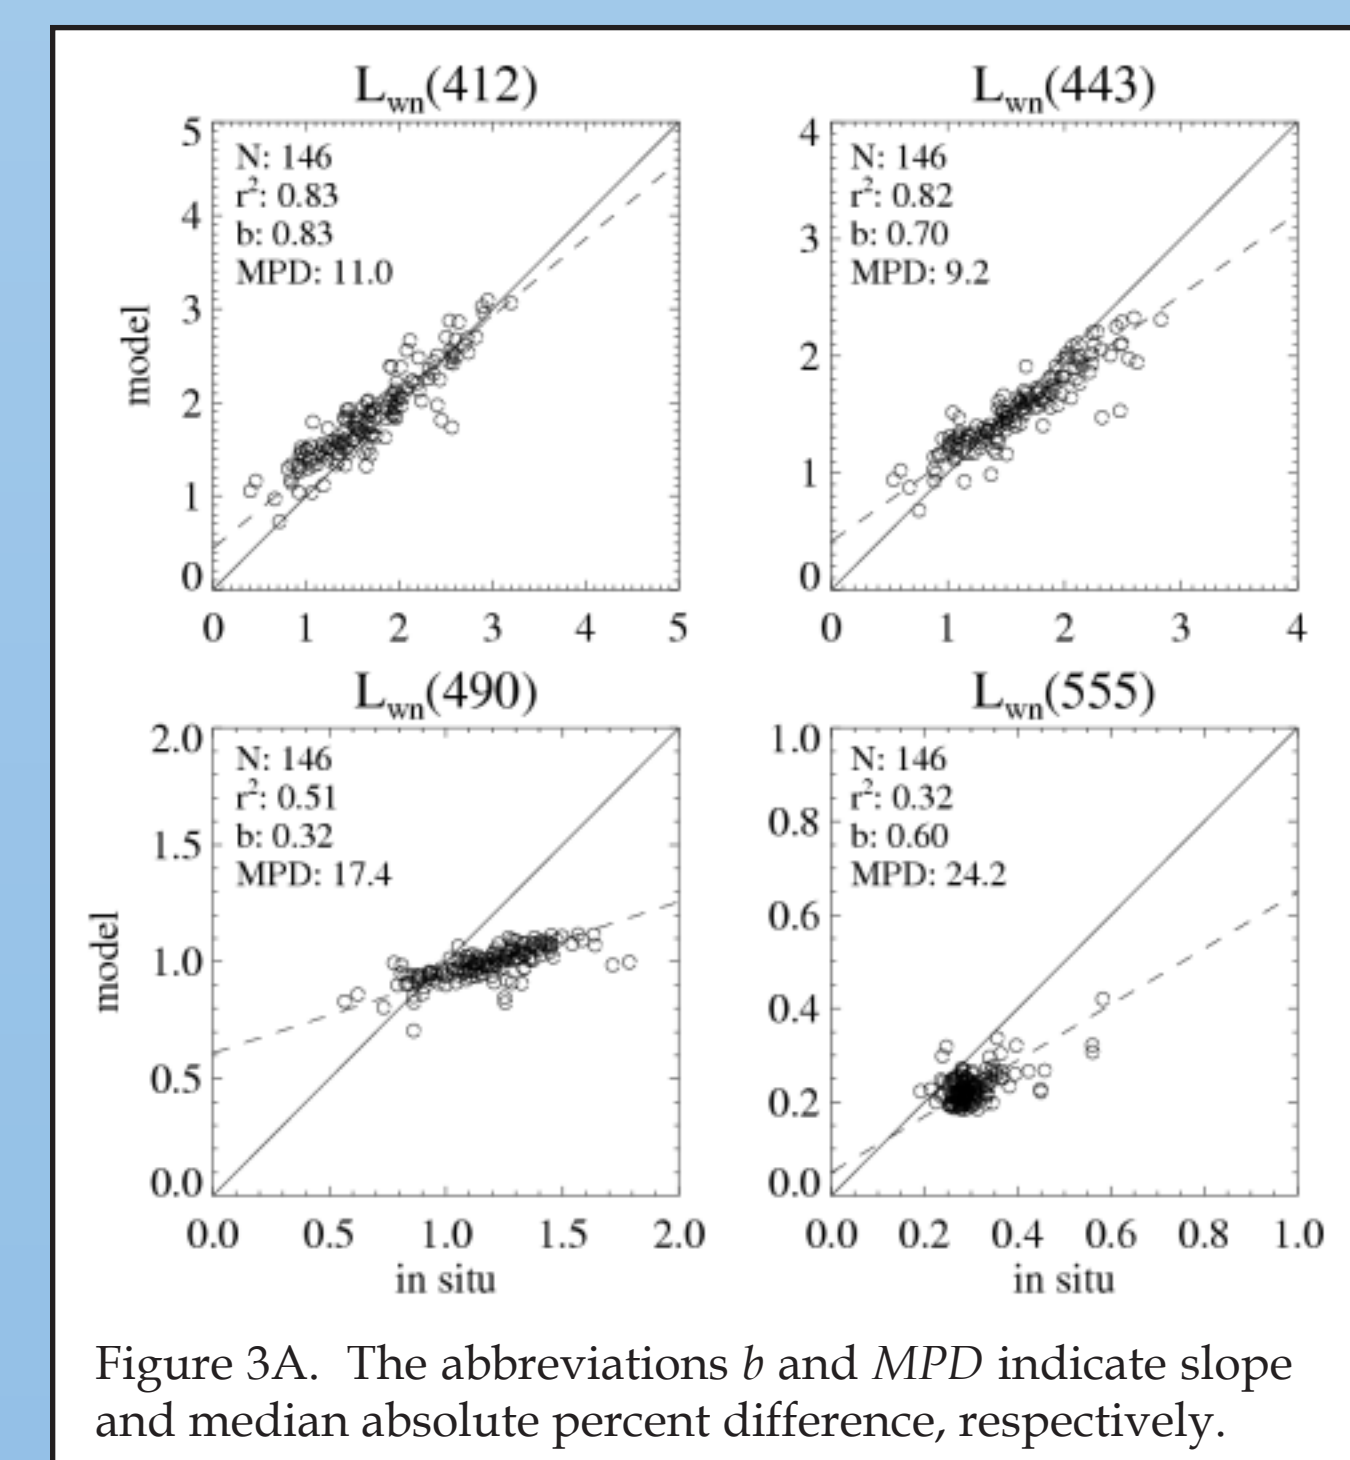 Lwn(412)
5
4
3
2
1
0
N: 146
r²: 0.83
b: 0.83
MPD: 11.0
model
0 1 2 3 4 5
Lwn(443)
4
3
2
1
0
N: 146
r²: 0.82
b: 0.70
MPD: 9.2
0 1 2 3 4
Lwn(490)
2.0
1.5
1.0
0.5
0.0
N: 146
r²: 0.51
b: 0.32
MPD: 17.4
model
0.0 0.5 1.0 1.5 2.0
in situ
Lwn(555)
1.0
0.8
0.6
0.4
0.2
0.0
N: 146
r²: 0.32
b: 0.60
MPD: 24.2
0.0 0.2 0.4 0.6 0.8 1.0
in situ
Figure 3A. The abbreviations b and MPD indicate slope
and median absolute percent difference, respectively.